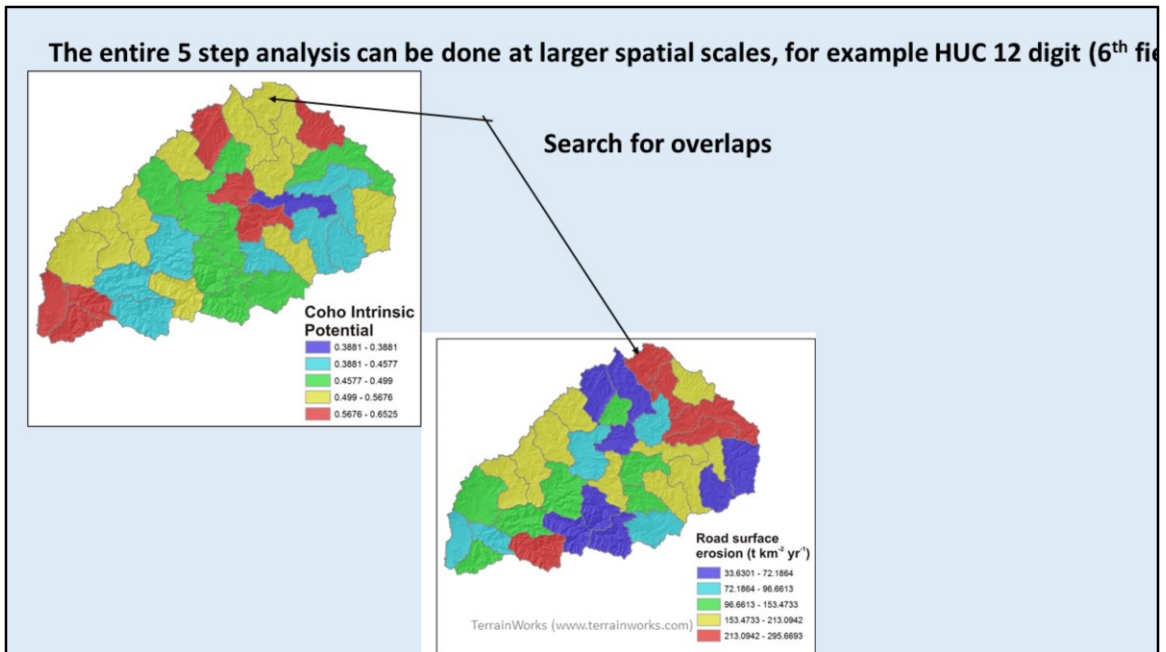 The entire 5 step analysis can be done at larger spatial scales, for example HUC 12 digit (6th fie
Search for overlaps
Coho Intrinsic
Potential
0.3881 - 0.3881
0.3881 - 0.4577
0.4577 - 0.499
0.499 - 0.5676
0.5676 - 0.6525
Road surface
erosion (t km-2 yr-1)
33.6301 - 72.1864
72.1864 - 96.6613
96.6613 - 153.4733
153.4733 - 213.0942
213.0942 - 295.6693
TerrainWorks (www.terrainworks.com)